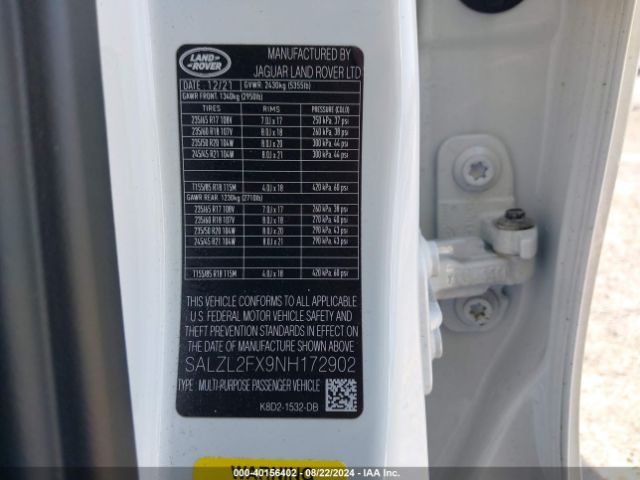 LAND-
ROVER
MANUFACTURED BY
JAGUAR LAND ROVER LTD
DATE: 12/21 GVWR: 2430kg (5355lb)
GAWR FRONT: 1340kg (2950lb)
TIRES RIMS PRESSURE (COLD)
235/65 R17 108V 7.0J x 17 250 kPa, 37 psi
235/60 R18 107V 8.0J x 18 260 kPa, 38 psi
235/50 R20 104W 8.0J x 20 300 kPa, 44 psi
245/45 R21 104W 8.0J x 21 300 kPa, 44 psi
T155/85 R18 115M 4.0J x 18 420 kPa, 60 psi
GAWR REAR: 1230kg (2710lb)
235/65 R17 108V 7.0J x 17 260 kPa, 38 psi
235/60 R18 107V 8.0J x 18 270 kPa, 40 psi
235/50 R20 104W 8.0J x 20 290 kPa, 43 psi
245/45 R21 104W 8.0J x 21 290 kPa, 43 psi
T155/85 R18 115M 4.0J x 18 420 kPa, 60 psi
THIS VEHICLE CONFORMS TO ALL APPLICABLE
U.S. FEDERAL MOTOR VEHICLE SAFETY AND
THEFT PREVENTION STANDARDS IN EFFECT ON
THE DATE OF MANUFACTURE SHOWN ABOVE
SALZL2FX9NH172902
TYPE: MULTI-PURPOSE PASSENGER VEHICLE
K8D2-1532-DB
WARNING
000-40156402 - 08/22/2024 - IAA Inc.